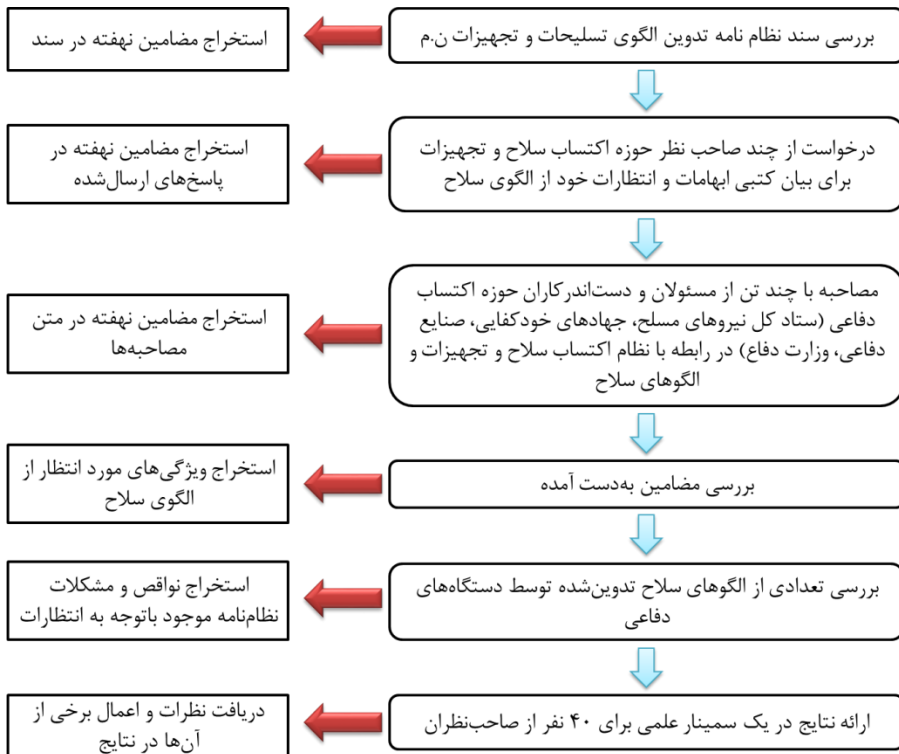 بررسی سند نظام نامه تدوین الگوی تسلیحات و تجهیزات ن.م
استخراج مضامین نهفته در سند
درخواست از چند صاحب نظر حوزه اکتساب سلاح و تجهیزات
برای بیان کتبی ابهامات و انتظارات خود از الگوی سلاح
استخراج مضامین نهفته در
پاسخ‌های ارسال‌شده
مصاحبه با چند تن از مسئولان و دست‌اندرکاران حوزه اکتساب
دفاعی (ستاد کل نیروهای مسلح، جهادهای خودکفایی، صنایع
دفاعی، وزارت دفاع) در رابطه با نظام اکتساب سلاح و تجهیزات و
الگوهای سلاح
استخراج مضامین نهفته در متن
مصاحبه‌ها
بررسی مضامین به‌دست آمده
استخراج ویژگی‌های مورد انتظار از
الگوی سلاح
بررسی تعدادی از الگوهای سلاح تدوین‌شده توسط دستگاه‌های
دفاعی
استخراج نواقص و مشکلات
نظام‌نامه موجود باتوجه به انتظارات
ارائه نتایج در یک سمینار علمی برای ۴۰ نفر از صاحب‌نظران
دریافت نظرات و اعمال برخی از
آن‌ها در نتایج